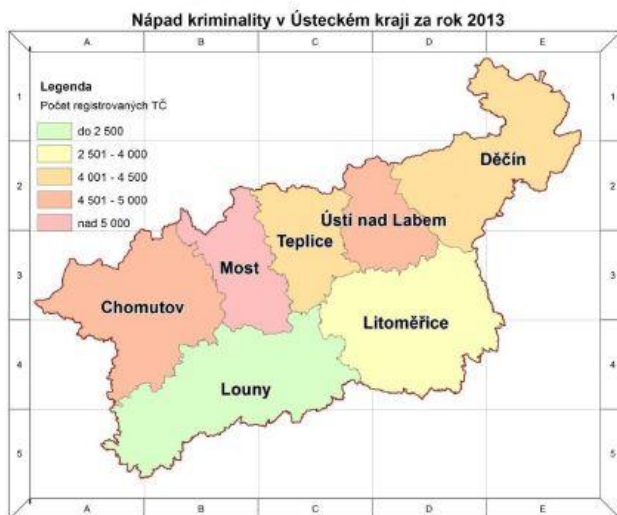 Nápad kriminality v Ústeckém kraji za rok 2013
A B C D E
Legenda
Počet registrovaných TČ
do 2 500
2 501 - 4 000
4 001 - 4 500
4 501 - 5 000
nad 5 000
1 1
2 2
3 3
4 4
5 5
Děčín
Ústí nad Labem
Teplice
Most
Chomutov
Litoměřice
Louny
A B C D E